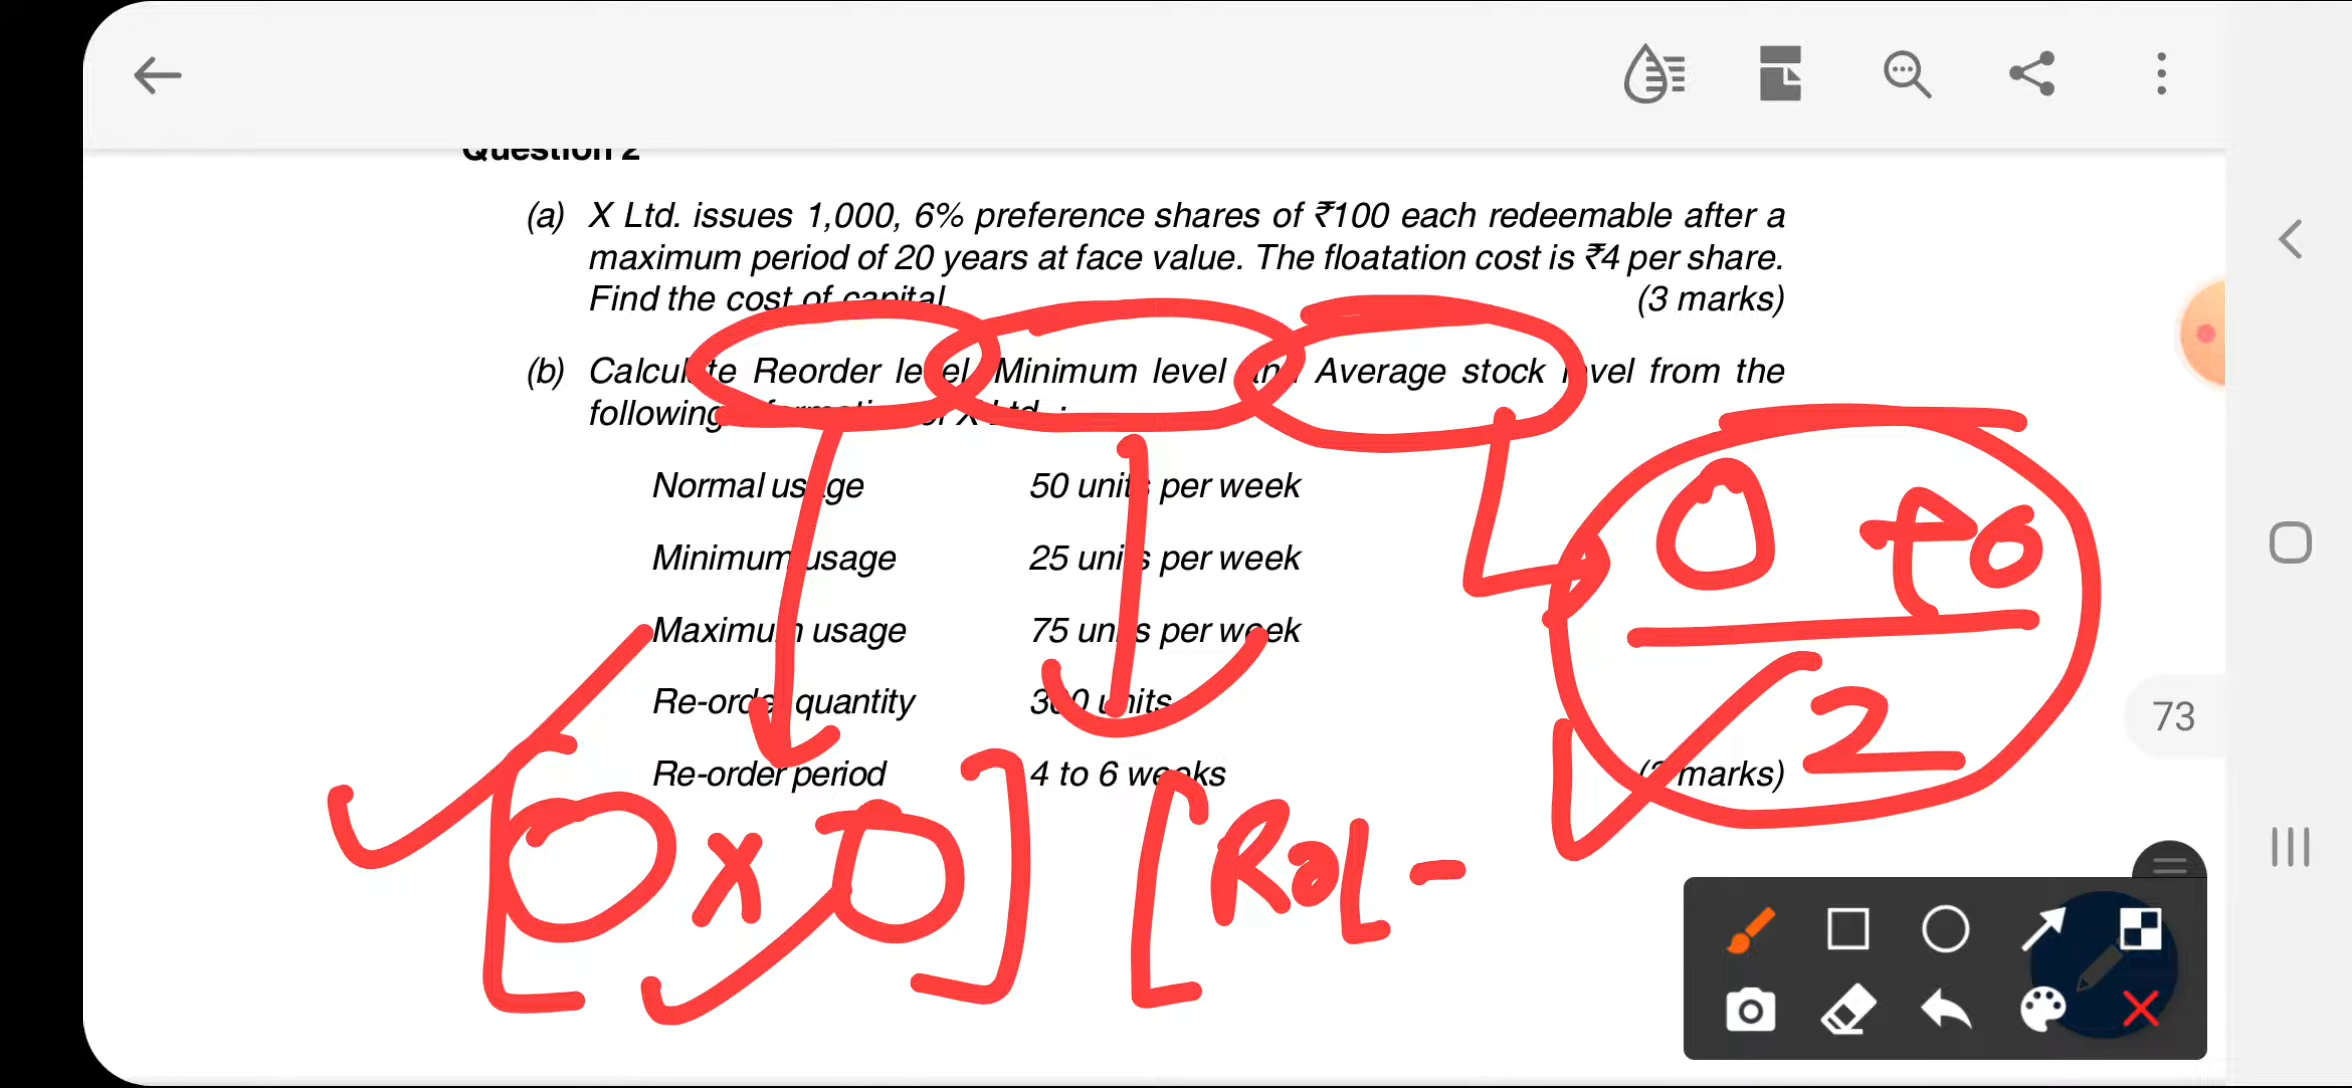 Question 2
(a) X Ltd. issues 1,000, 6% preference shares of ₹100 each redeemable after a
maximum period of 20 years at face value. The floatation cost is ₹4 per share.
Find the cost of capital.
(3 marks)
(b) Calculate Reorder level, Minimum level and Average stock level from the
following information of X Ltd. :
Normal usage 50 units per week
Minimum usage 25 units per week
Maximum usage 75 units per week
Re-order quantity 300 units
Re-order period 4 to 6 weeks
marks)
2
[O x O] [RoL -
73